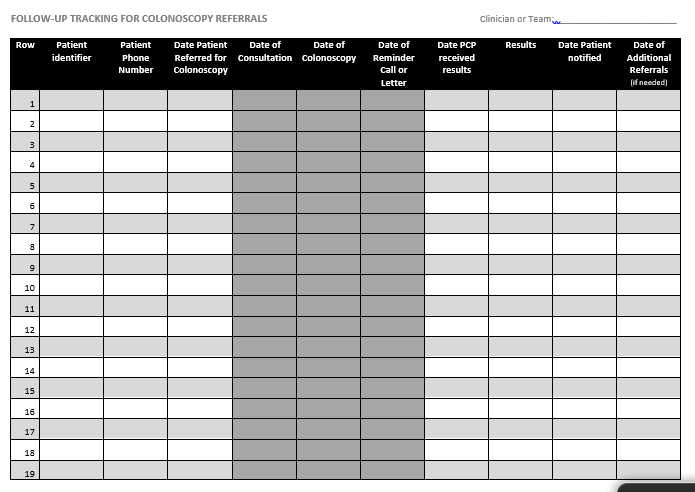 FOLLOW-UP TRACKING FOR COLONOSCOPY REFERRALS
Clinician or Team:
Row
Patient
identifier
Patient
Phone
Number
Date Patient
Referred for
Colonoscopy
Date of
Consultation
Date of
Colonoscopy
Date of
Reminder
Call or
Letter
Date PCP
received
results
Results
Date Patient
notified
Date of
Additional
Referrals
(if needed)
1
2
3
4
5
6
7
8
9
10
11
12
13
14
15
16
17
18
19